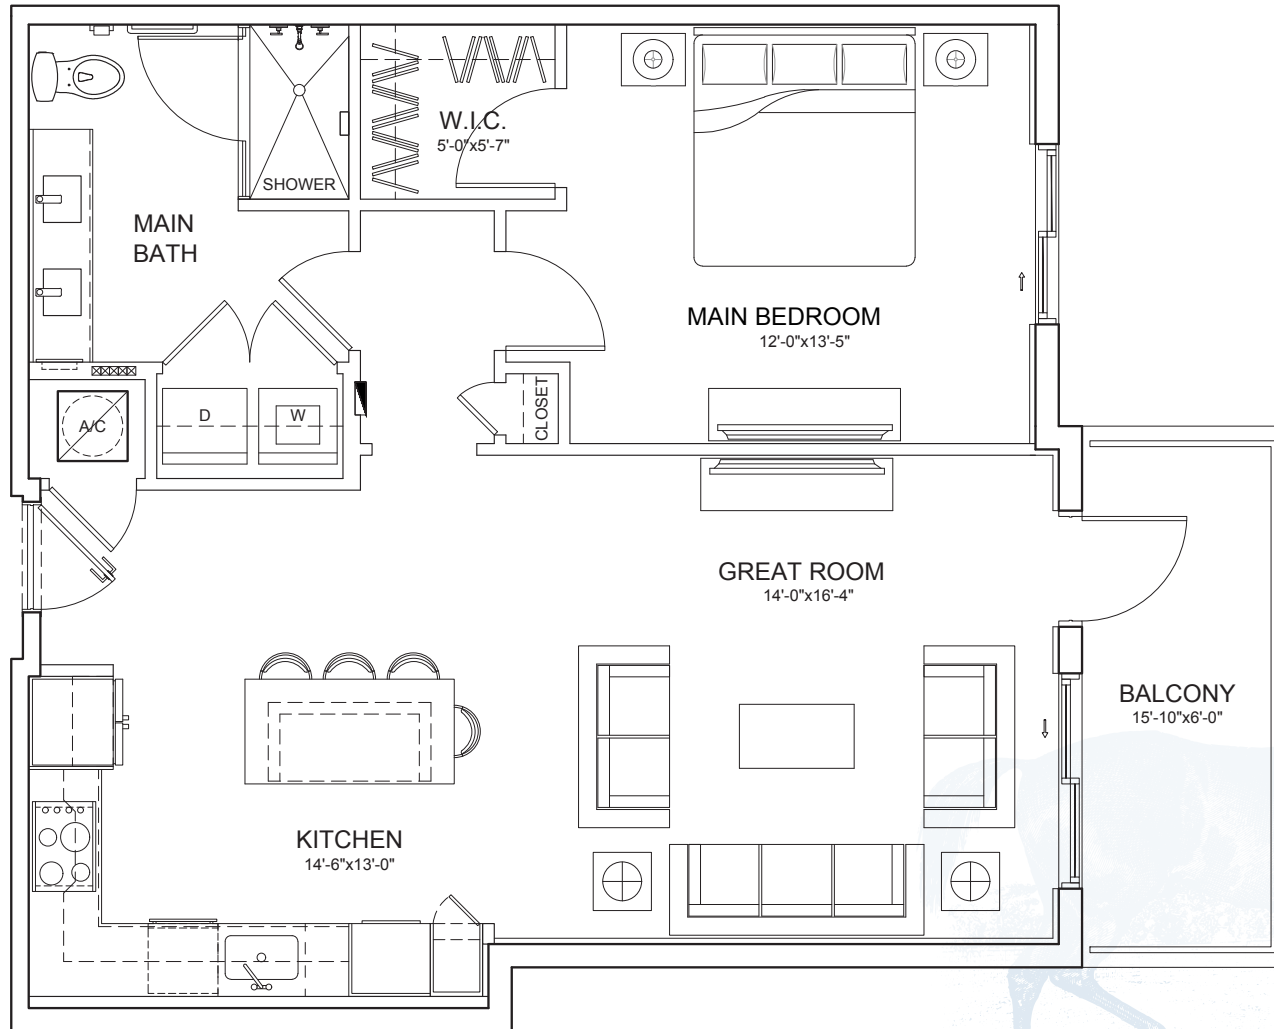 W.I.C.
5'-0"x5'-7"
SHOWER
MAIN
BATH
MAIN BEDROOM
12'-0"x13'-5"
D
W
A/C
CLOSET
GREAT ROOM
14'-0"x16'-4"
BALCONY
15'-10"x6'-0"
KITCHEN
14'-6"x13'-0"